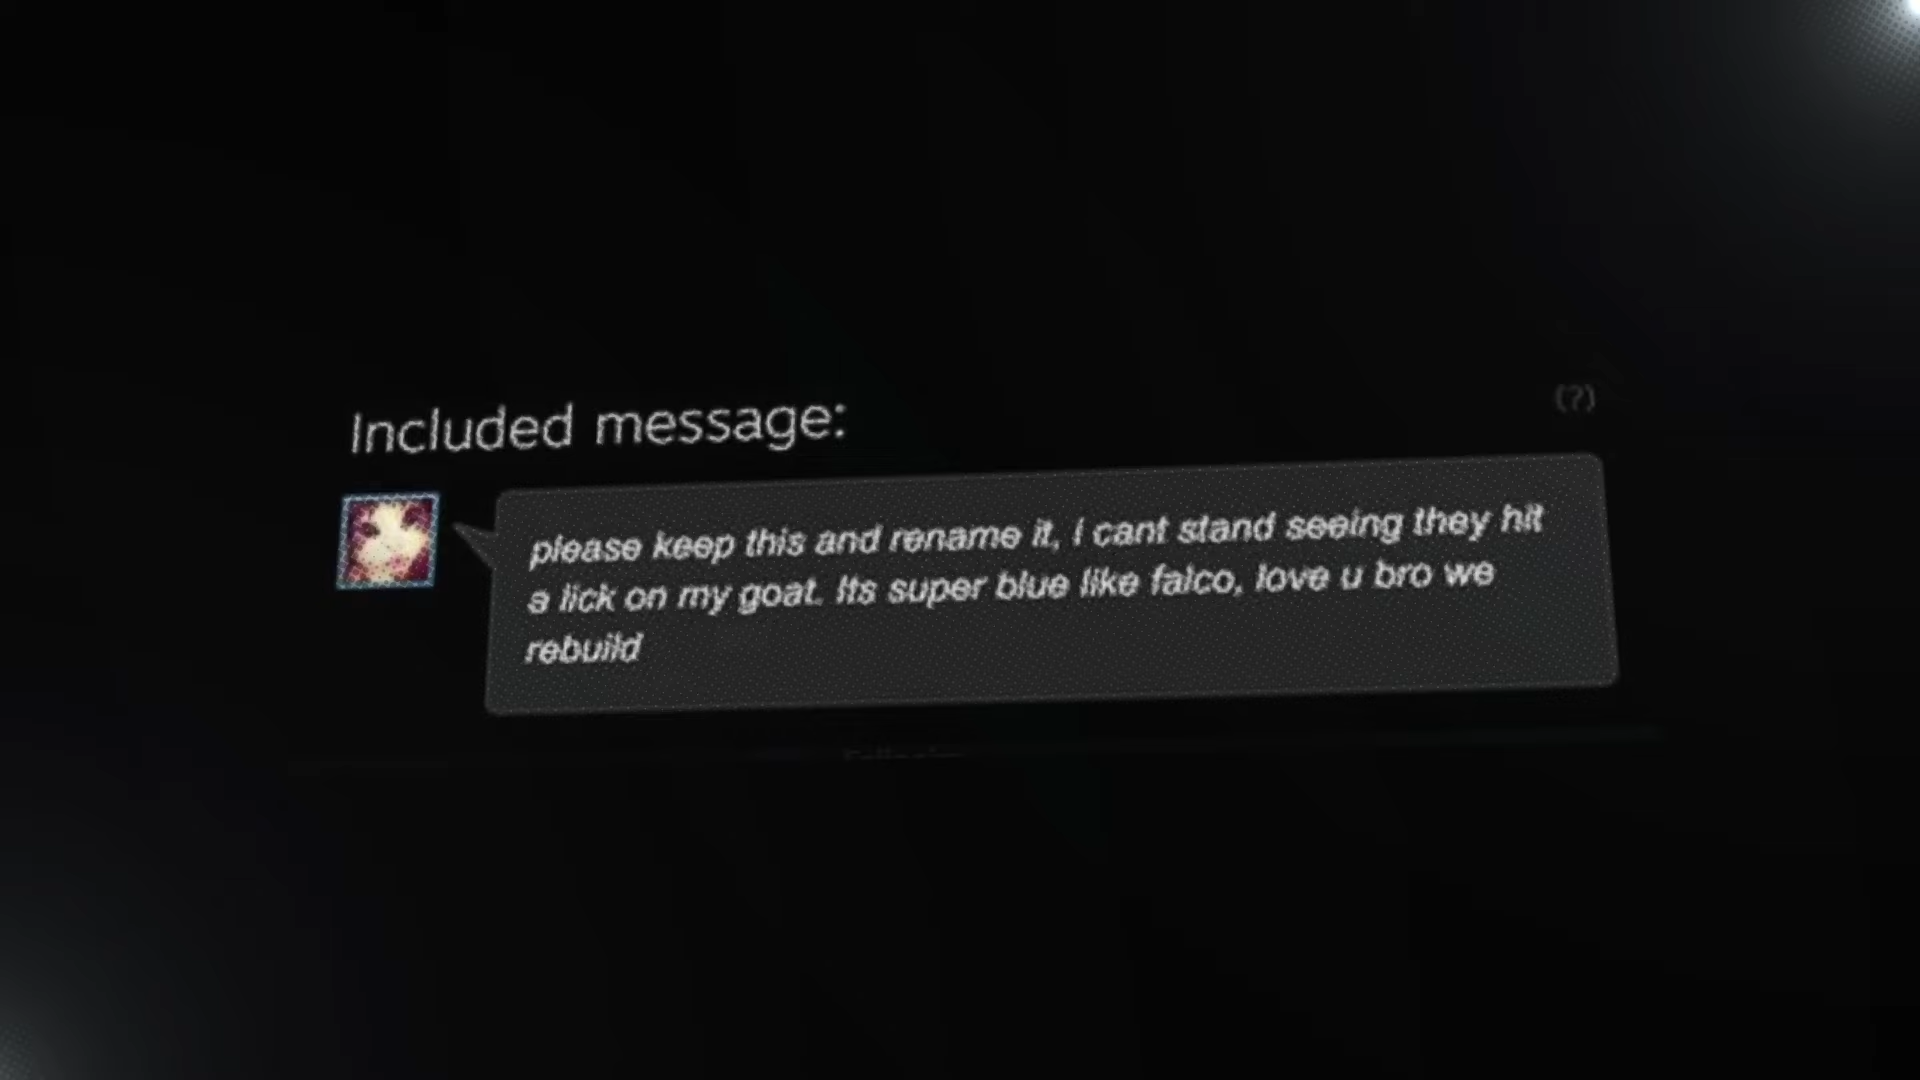 Included message:
(?)
please keep this and rename it, I cant stand seeing they hit
a lick on my goat. Its super blue like falco, love u bro we
rebuild